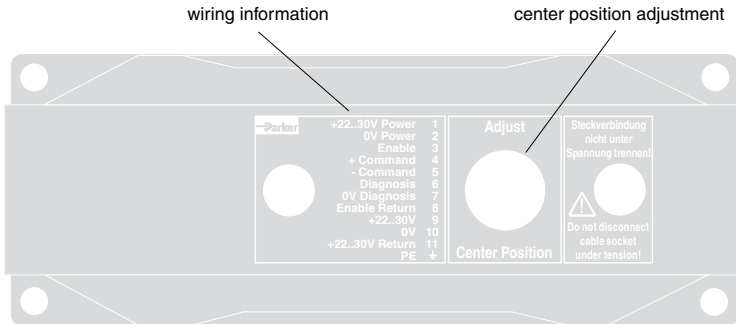 wiring information
center position adjustment
Parker
+22..30V Power 1
0V Power 2
Enable 3
+ Command 4
- Command 5
Diagnosis 6
0V Diagnosis 7
Enable Return 8
+22..30V 9
0V 10
+22..30V Return 11
PE ⏚
Adjust
Center Position
Steckverbindung
nicht unter
Spannung trennen!
Do not disconnect
cable socket
under tension!